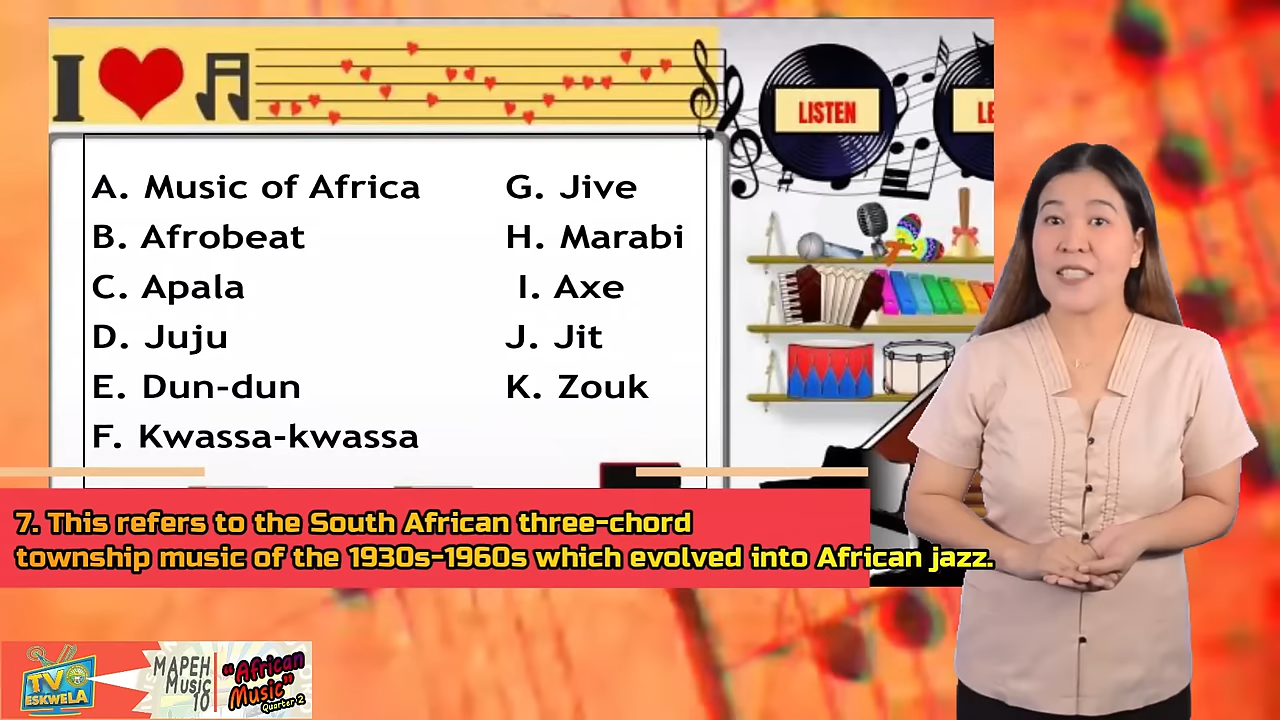 I
LISTEN
LE
A. Music of Africa
B. Afrobeat
C. Apala
D. Juju
E. Dun-dun
F. Kwassa-kwassa
G. Jive
H. Marabi
I. Axe
J. Jit
K. Zouk
7. This refers to the South African three-chord
township music of the 1930s-1960s which evolved into African jazz.
TV
ESKWELA
MAPEH
MUSIC
10
"African
Music"
Quarter 2